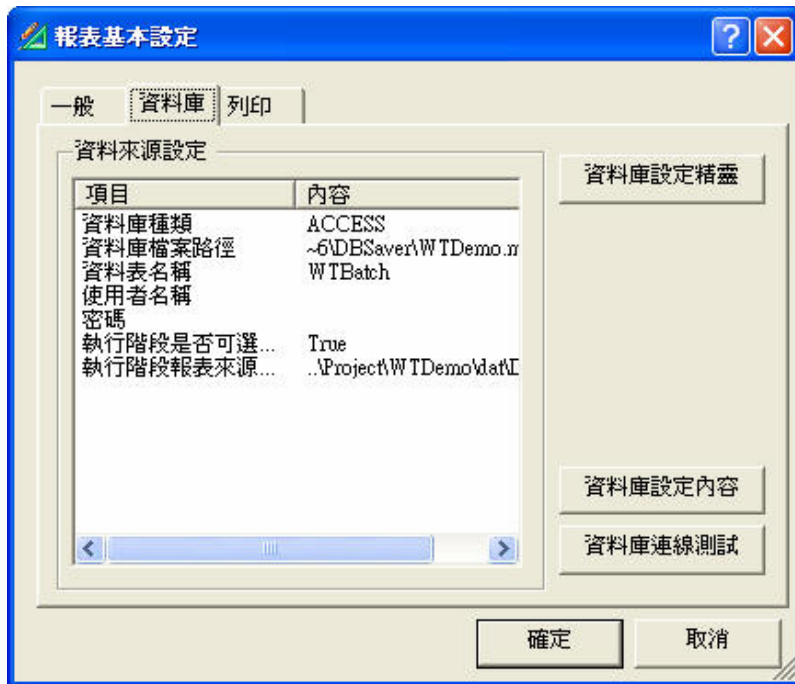 報表基本設定
一般 資料庫 列印
資料來源設定
項目 內容
資料庫種類 ACCESS
資料庫檔案路徑 ~6\DBSaver\WTDemo.m
資料表名稱 WTBatch
使用者名稱
密碼
執行階段是否可選... True
執行階段報表來源... ..\Project\WTDemo\dat\D
資料庫設定精靈
資料庫設定內容
資料庫連線測試
確定 取消